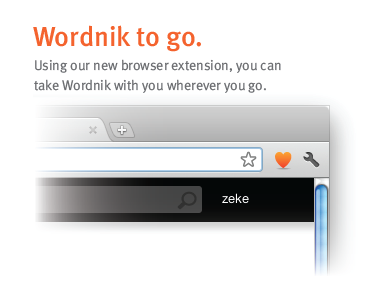 Wordnik to go.
Using our new browser extension, you can
take Wordnik with you wherever you go.
zeke